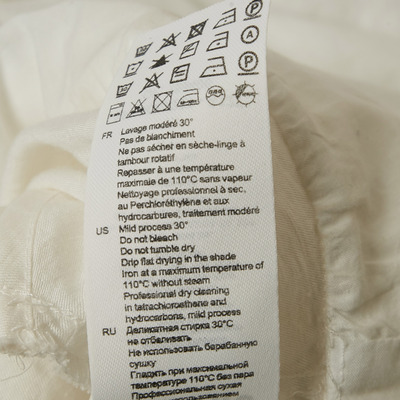 P
A
P
FR Lavage modéré 30°
Pas de blanchiment
Ne pas sécher en sèche-linge à
tambour rotatif
Repasser à une température
maximale de 110°C sans vapeur
Nettoyage professionnel à sec,
au Perchloréthylène et aux
hydrocarbures, traitement modéré
US Mild process 30°
Do not bleach
Do not tumble dry
Drip flat drying in the shade
Iron at a maximum temperature of
110°C without steam
Professional dry cleaning
in tatrachoroethane and
hydrocarbons, mild process
RU Деликатная стирка 30°C
не отбеливать
Не использовать барабанную
сушку
Гладить при максимальной
температуре 110°C без пара
Профессиональная сухая